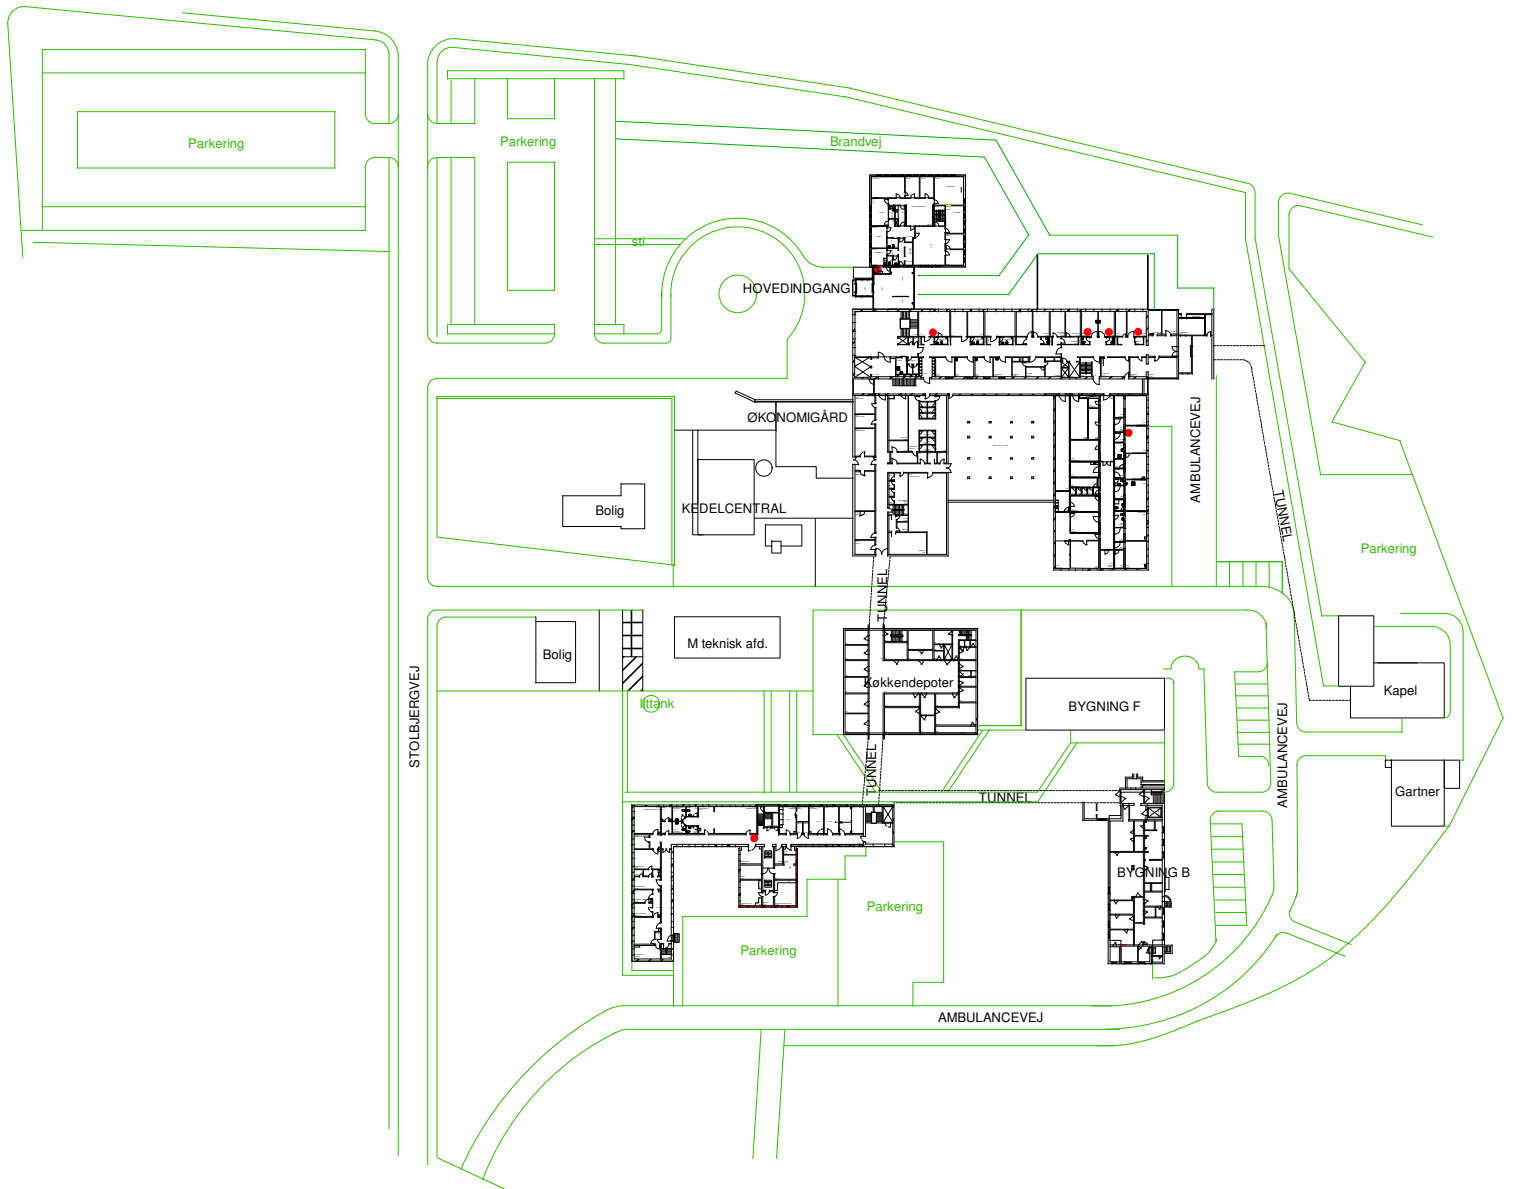 Parkering
Parkering
Brandvej
sti
HOVEDINDGANG
ØKONOMIGÅRD
AMBULANCEVEJ
TUNNEL
Bolig
KEDELCENTRAL
Parkering
TUNNEL
M teknisk afd.
Bolig
Køkkendepoter
Kapel
Ilttank
BYGNING F
STOLBJERGVEJ
AMBULANCEVEJ
TUNNEL
TUNNEL
Gartner
BYGNING B
Parkering
Parkering
AMBULANCEVEJ